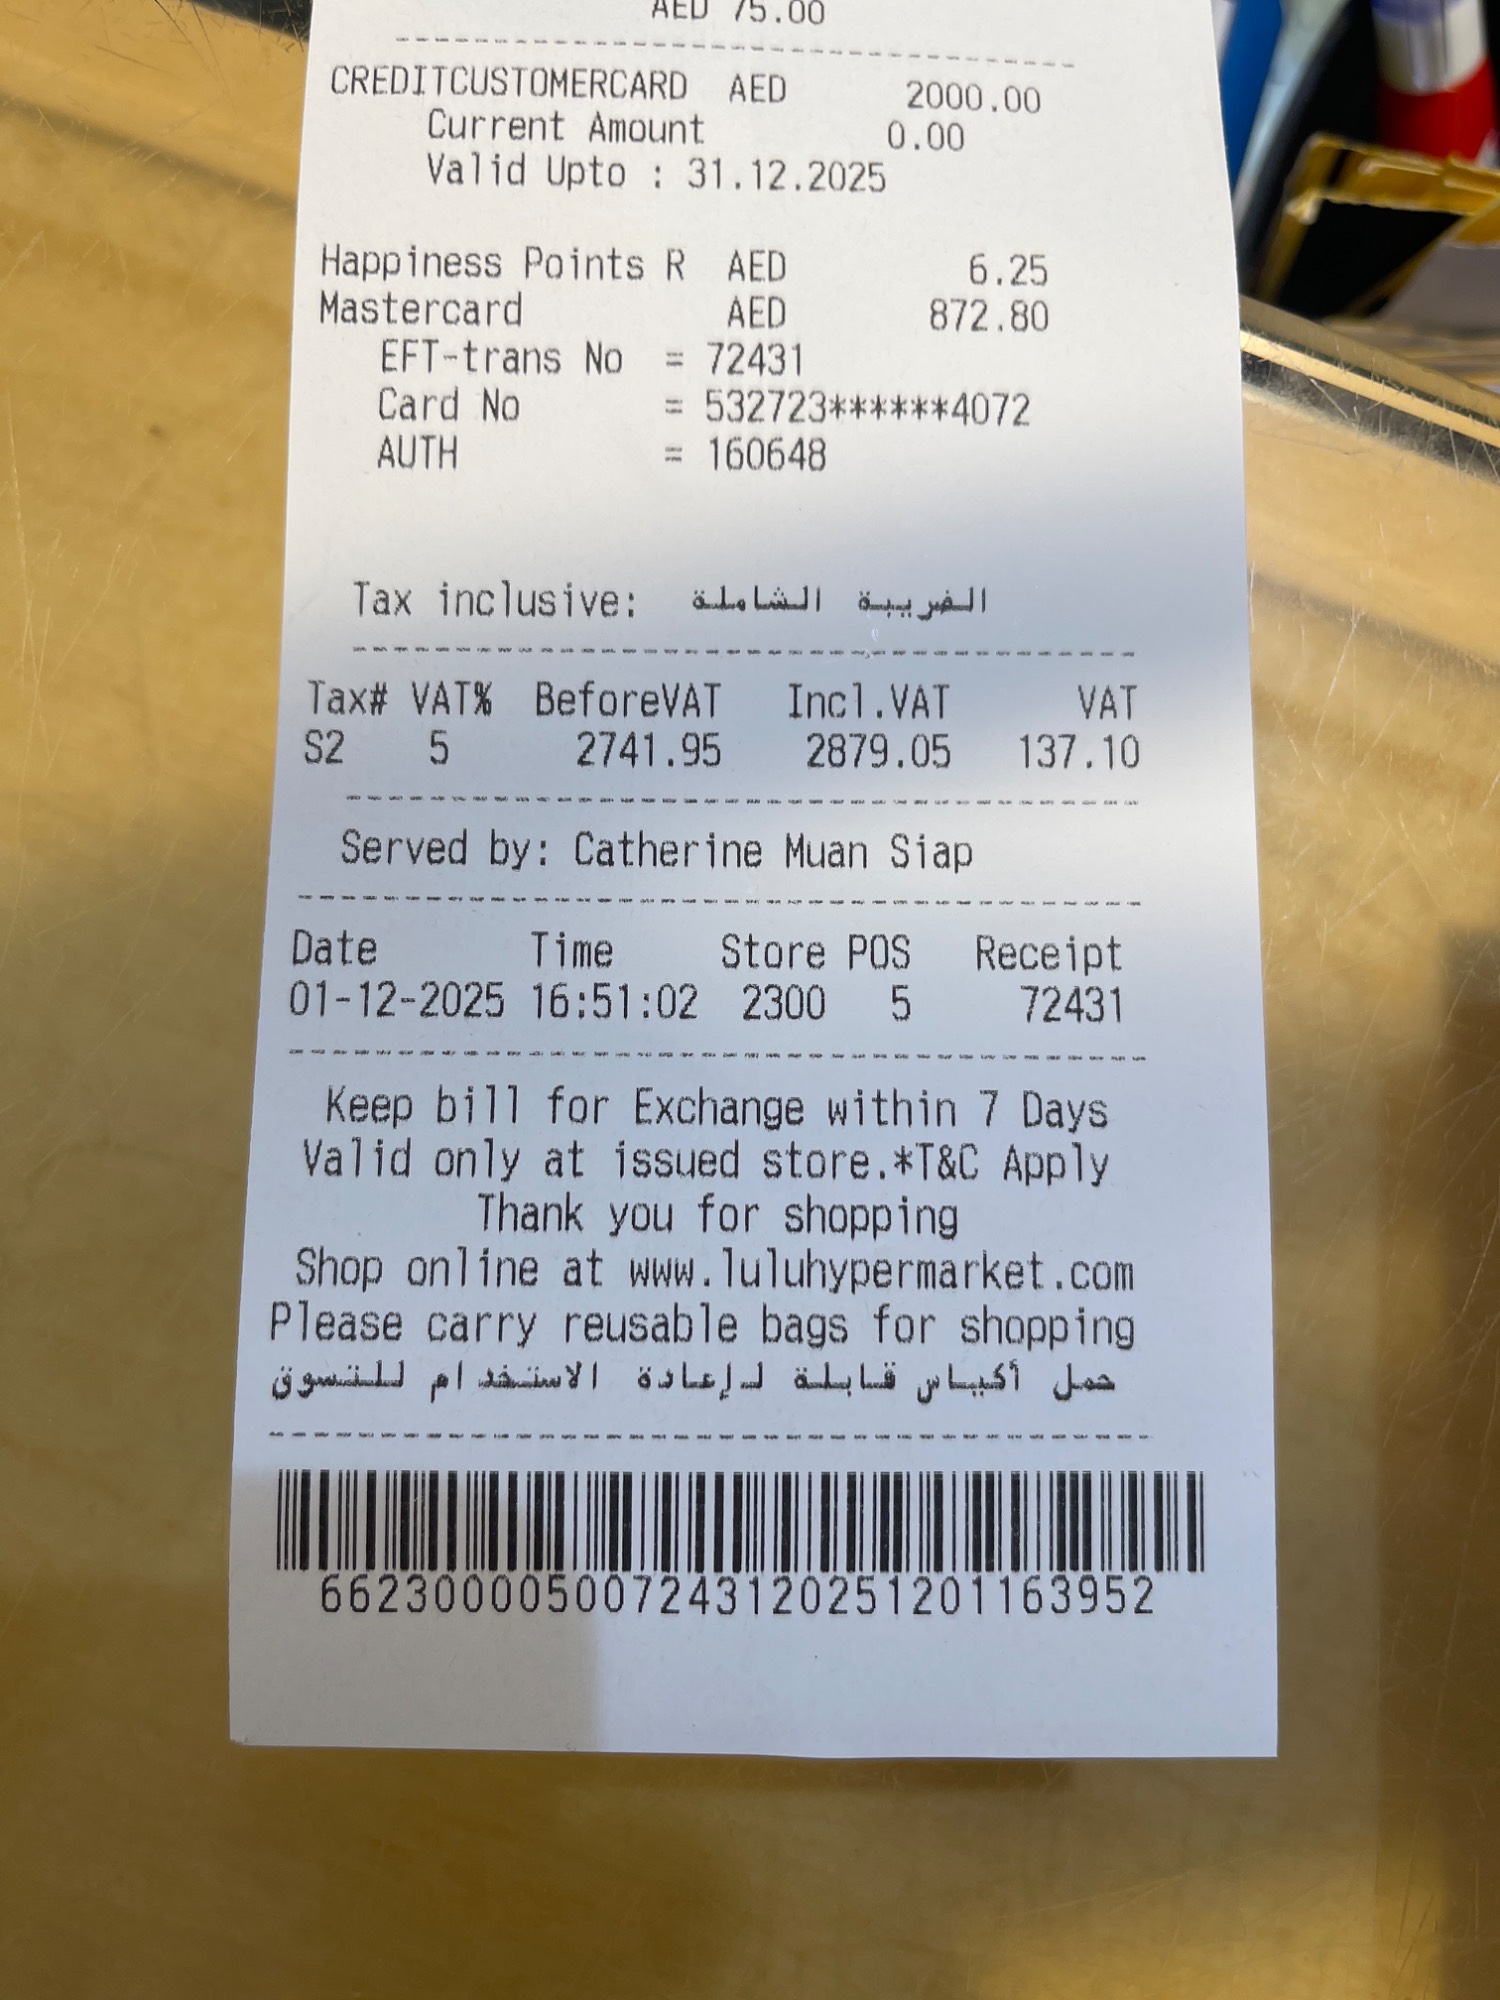 AED 75.00
CREDITCUSTOMERCARD AED 2000.00
Current Amount 0.00
Valid Upto : 31.12.2025
Happiness Points R AED 6.25
Mastercard AED 872.80
EFT-trans No = 72431
Card No = 532723******4072
AUTH = 160648
Tax inclusive: الضريبة الشاملة
Tax# VAT% BeforeVAT Incl.VAT VAT
S2 5 2741.95 2879.05 137.10
Served by: Catherine Muan Siap
Date Time Store POS Receipt
01-12-2025 16:51:02 2300 5 72431
Keep bill for Exchange within 7 Days
Valid only at issued store.*T&C Apply
Thank you for shopping
Shop online at www.luluhypermarket.com
Please carry reusable bags for shopping
حمل أكياس قابلة لإعادة الاستخدام للتسوق
662300005007243120251201163952